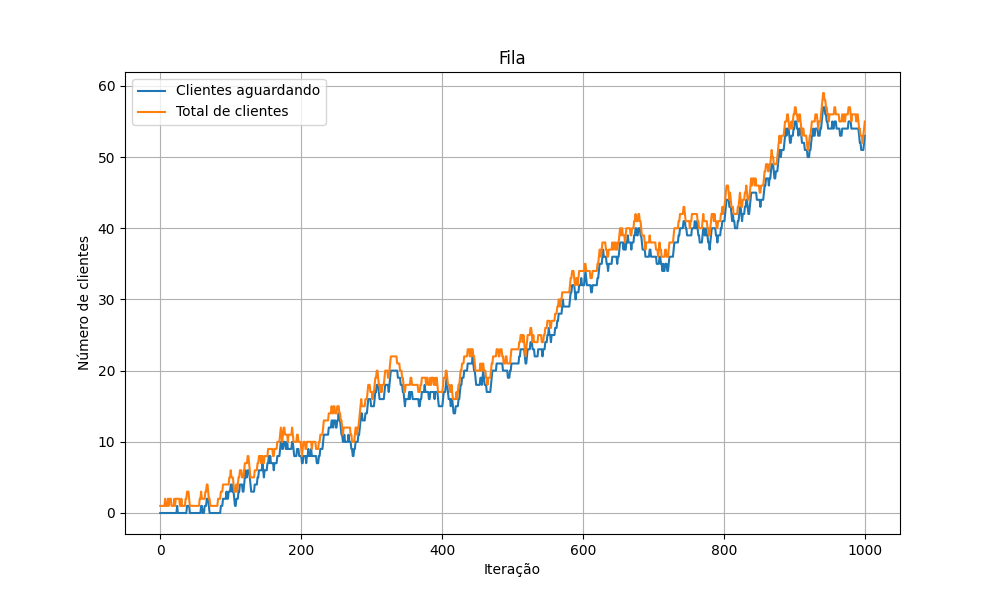 Fila
Clientes aguardando
Total de clientes
Número de clientes
60
50
40
30
20
10
0
0 200 400 600 800 1000
Iteração